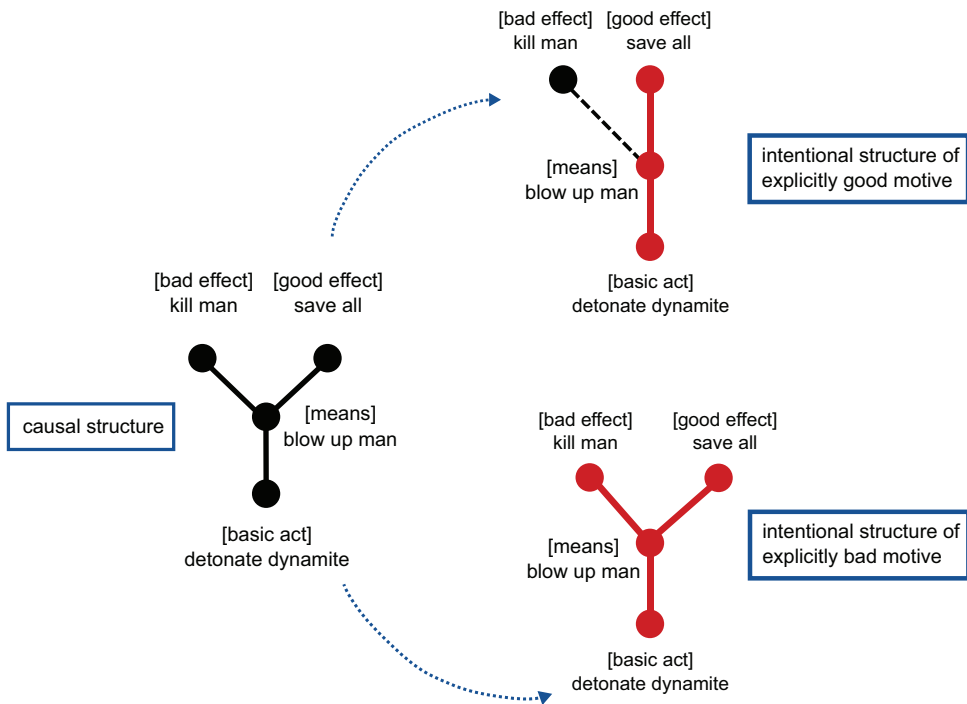 [bad effect]
kill man
[good effect]
save all
[means]
blow up man
[basic act]
detonate dynamite
intentional structure of
explicitly good motive
[bad effect]
kill man
[good effect]
save all
causal structure
[means]
blow up man
[basic act]
detonate dynamite
[bad effect]
kill man
[good effect]
save all
[means]
blow up man
[basic act]
detonate dynamite
intentional structure of
explicitly bad motive